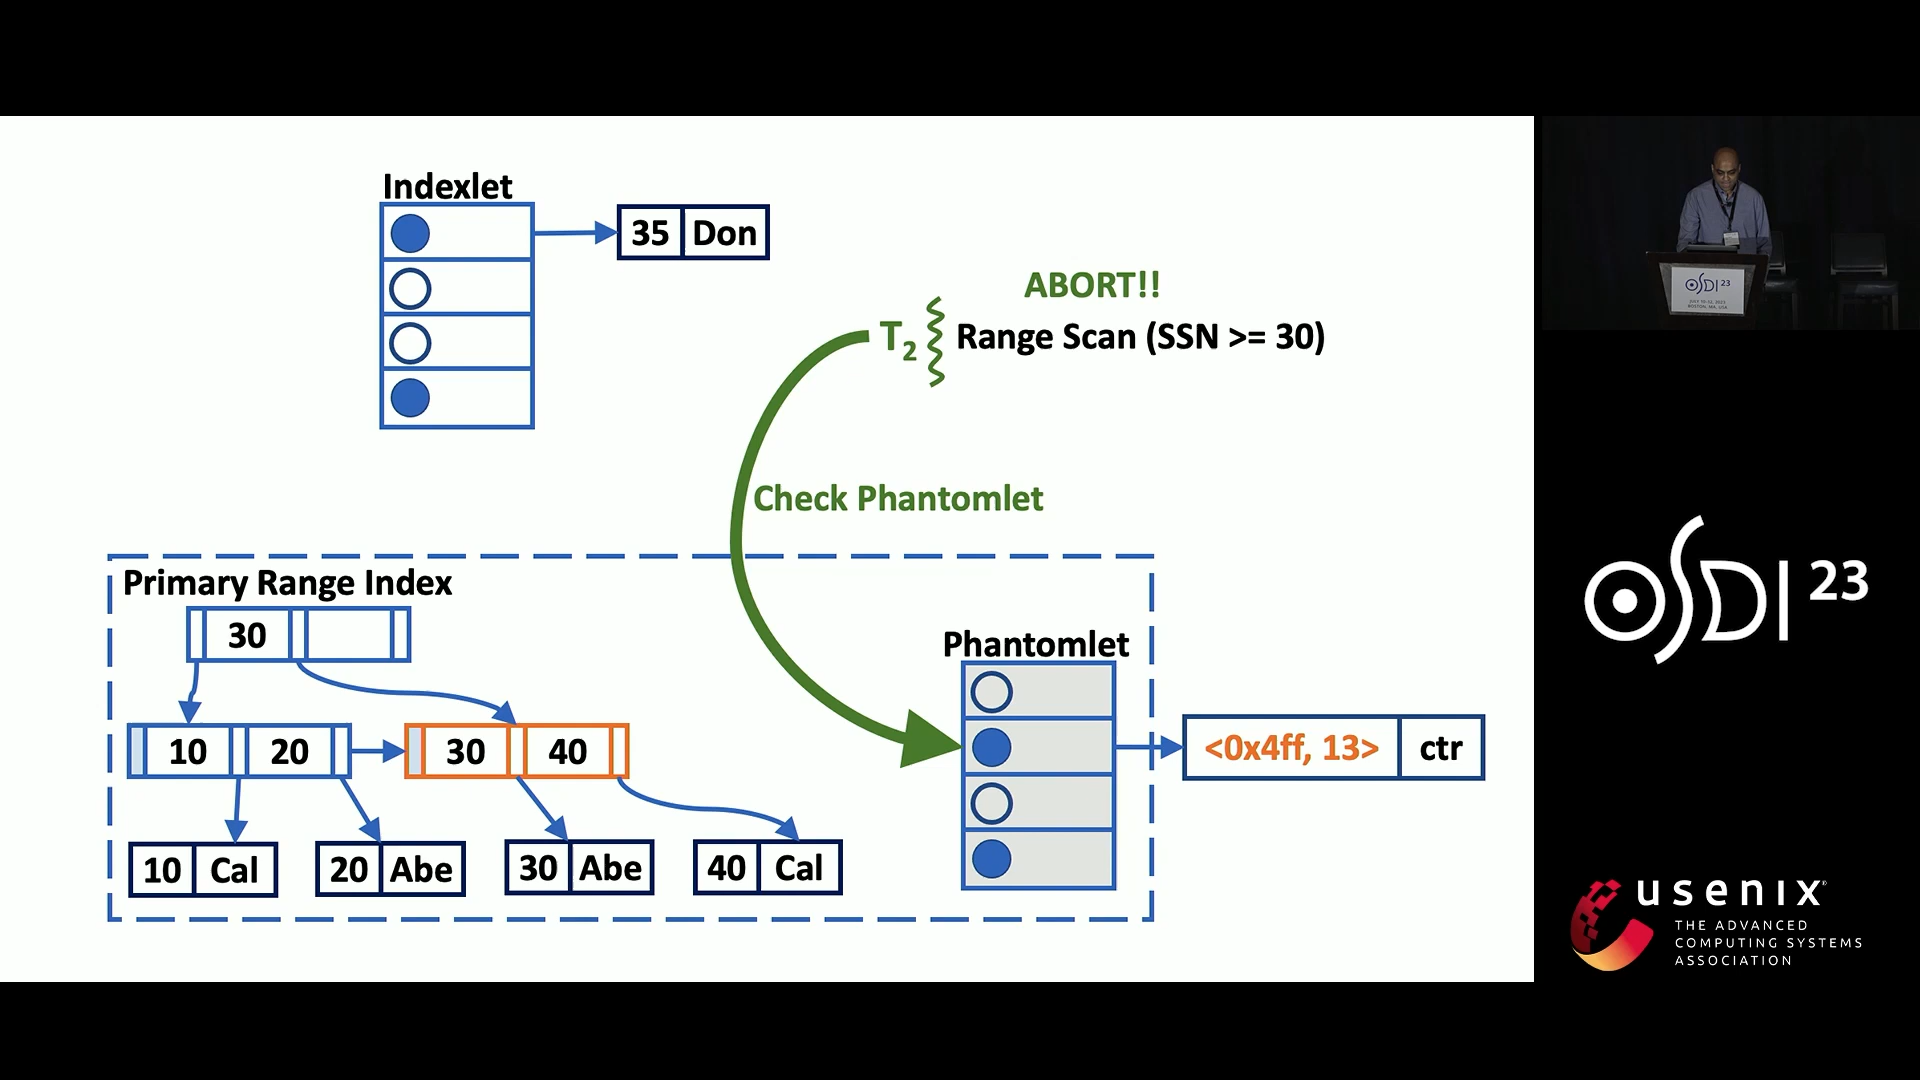 Indexlet
35 Don
ABORT!!
T2 Range Scan (SSN >= 30)
Check Phantomlet
Primary Range Index
30
10 20 30 40
10 Cal
20 Abe
30 Abe
40 Cal
Phantomlet
<0x4ff, 13> ctr
OSDI 23
OSDI 23
usenix
THE ADVANCED
COMPUTING SYSTEMS
ASSOCIATION